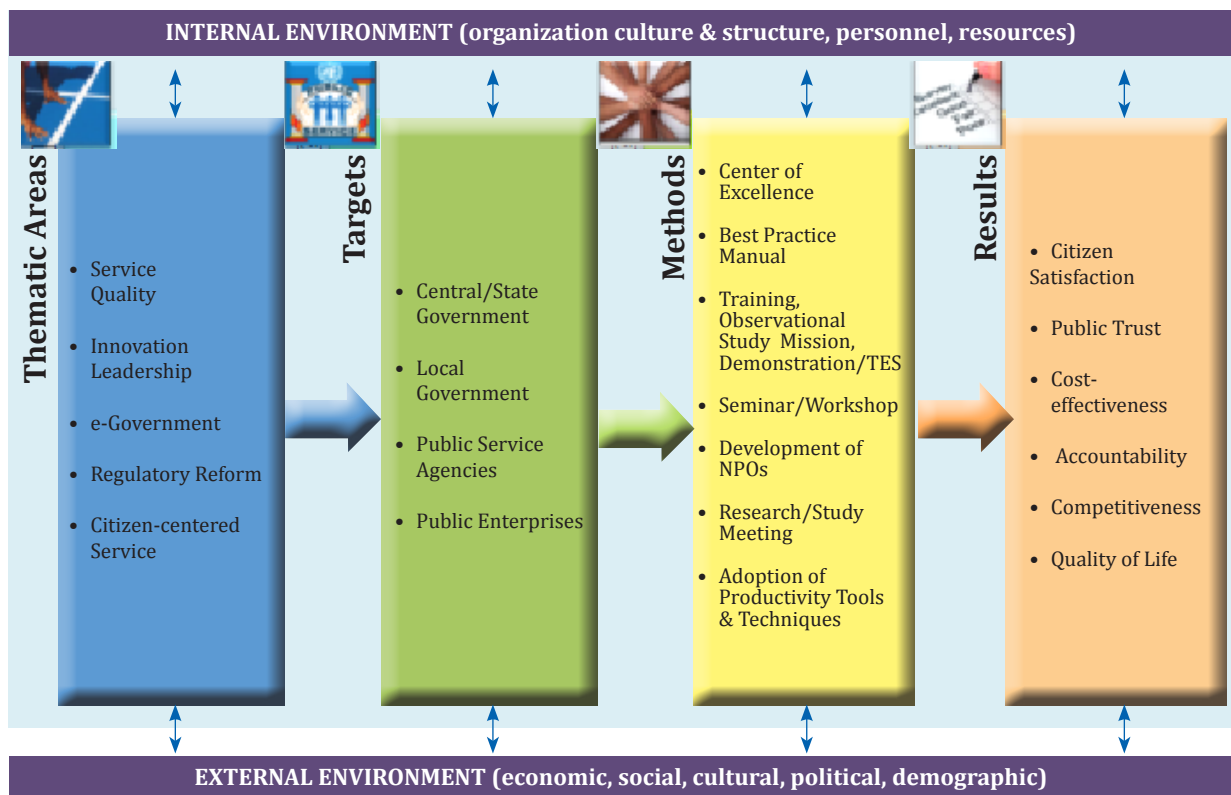 INTERNAL ENVIRONMENT (organization culture & structure, personnel, resources)
Thematic Areas
• Service
Quality
• Innovation
Leadership
• e-Government
• Regulatory Reform
• Citizen-centered
Service
Targets
• Central/State
Government
• Local
Government
• Public Service
Agencies
• Public Enterprises
Methods
• Center of
Excellence
• Best Practice
Manual
• Training,
Observational
Study Mission,
Demonstration/TES
• Seminar/Workshop
• Development of
NPOs
• Research/Study
Meeting
• Adoption of
Productivity Tools
& Techniques
Results
• Citizen
Satisfaction
• Public Trust
• Cost-
effectiveness
• Accountability
• Competitiveness
• Quality of Life
EXTERNAL ENVIRONMENT (economic, social, cultural, political, demographic)